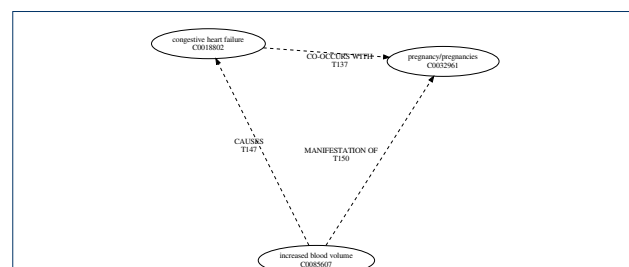 congestive heart failure
C0018802
CO-OCCURS WITH
T137
pregnancy/pregnancies
C0032961
CAUSES
T147
MANIFESTATION OF
T150
increased blood volume
C0085607